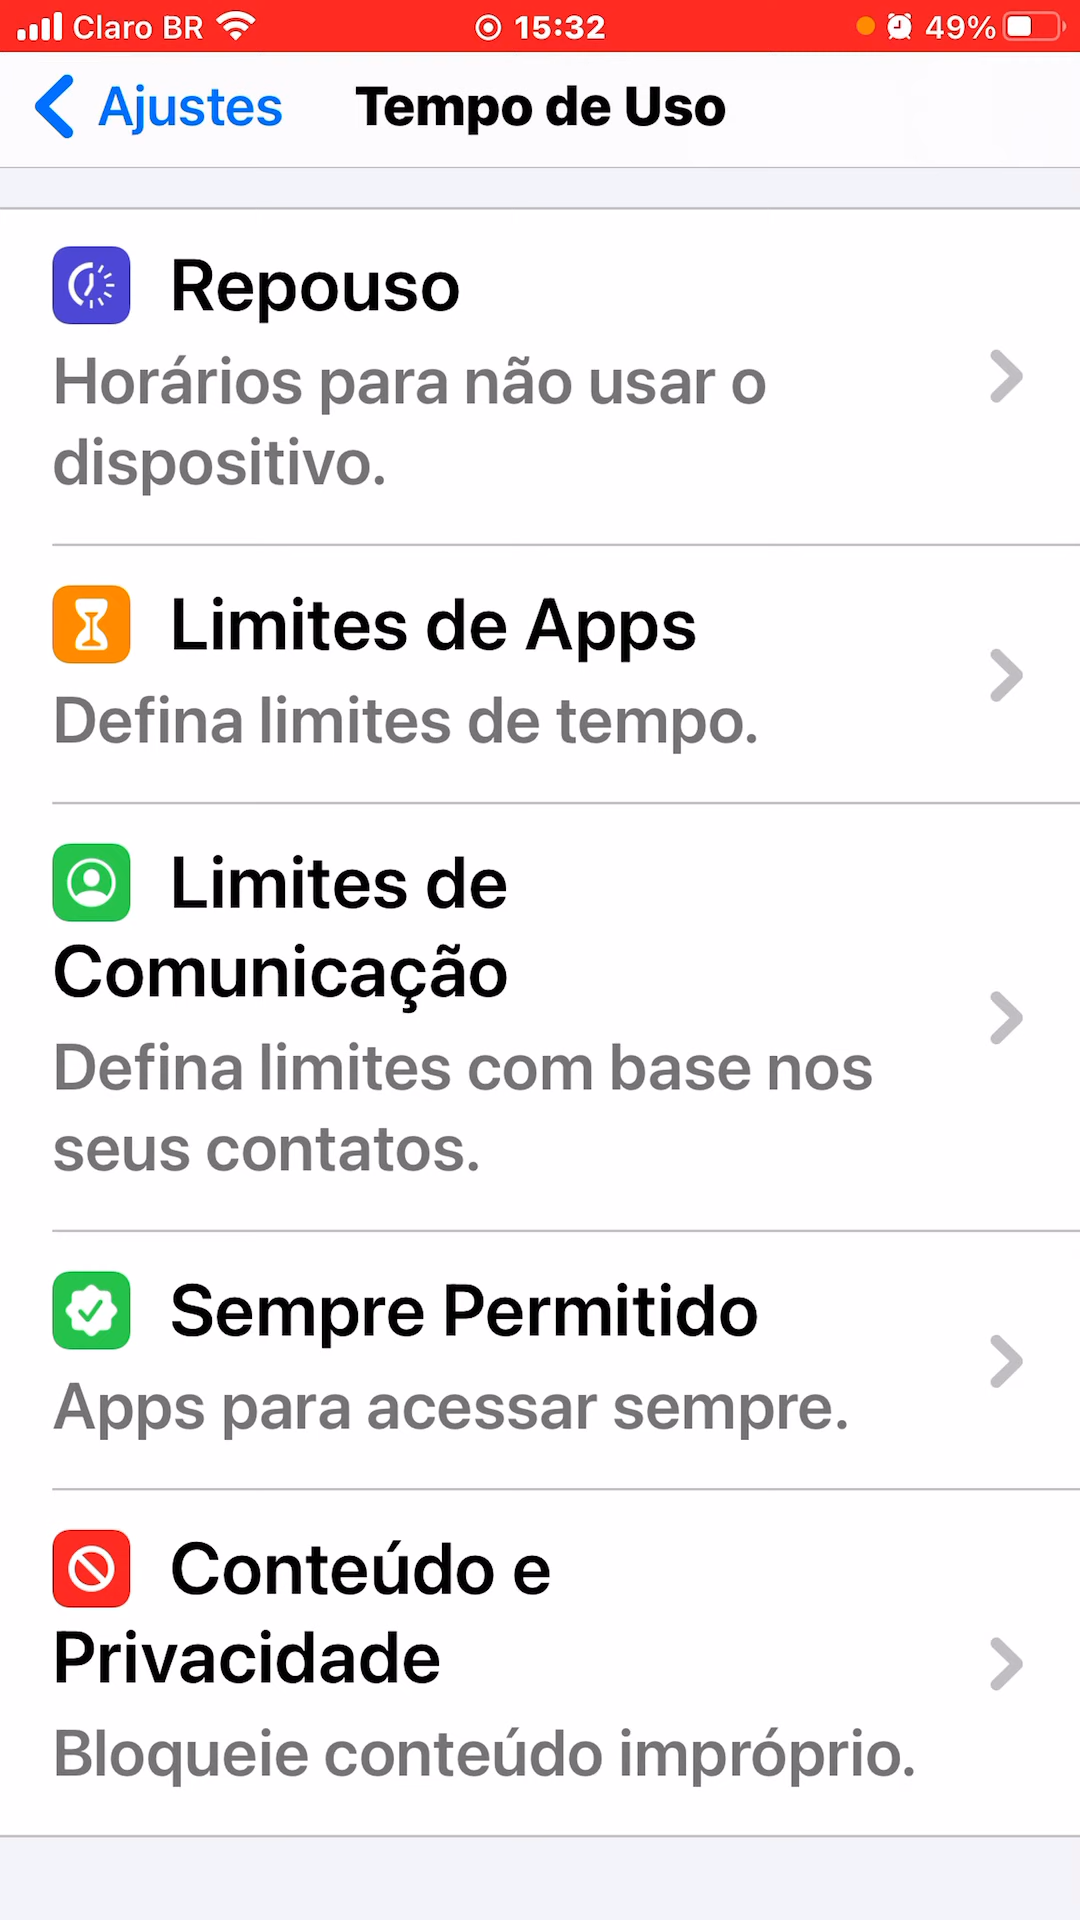 Claro BR 15:32 49%
Ajustes Tempo de Uso
Repouso
Horários para não usar o
dispositivo.
Limites de Apps
Defina limites de tempo.
Limites de
Comunicação
Defina limites com base nos
seus contatos.
Sempre Permitido
Apps para acessar sempre.
Conteúdo e
Privacidade
Bloqueie conteúdo impróprio.